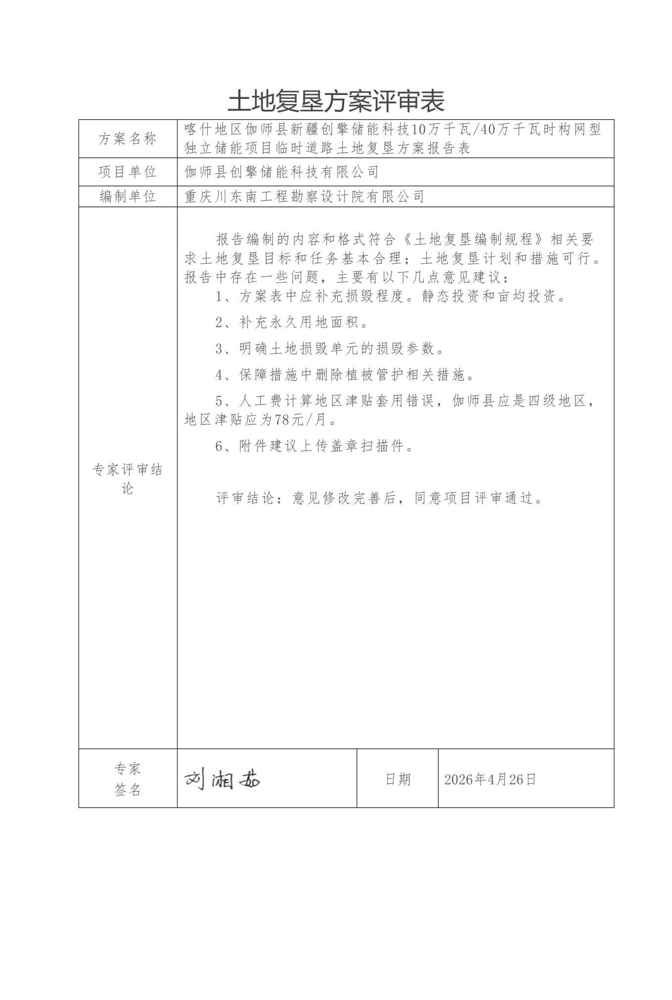 土地复垦方案评审表
方案名称
喀什地区伽师县新疆创擎储能科技10万千瓦/40万千瓦时构网型
独立储能项目临时道路土地复垦方案报告表
项目单位
伽师县创擎储能科技有限公司
编制单位
重庆川东南工程勘察设计院有限公司
专家评审结
论
报告编制的内容和格式符合《土地复垦编制规程》相关要
求土地复垦目标和任务基本合理；土地复垦计划和措施可行。
报告中存在一些问题，主要有以下几点意见建议：
1、方案表中应补充损毁程度。静态投资和亩均投资。
2、补充永久用地面积。
3、明确土地损毁单元的损毁参数。
4、保障措施中删除植被管护相关措施。
5、人工费计算地区津贴套用错误，伽师县应是四级地区，
地区津贴应为78元/月。
6、附件建议上传盖章扫描件。
评审结论：意见修改完善后，同意项目评审通过。
专家
签名
刘湘茹
日期
2026年4月26日